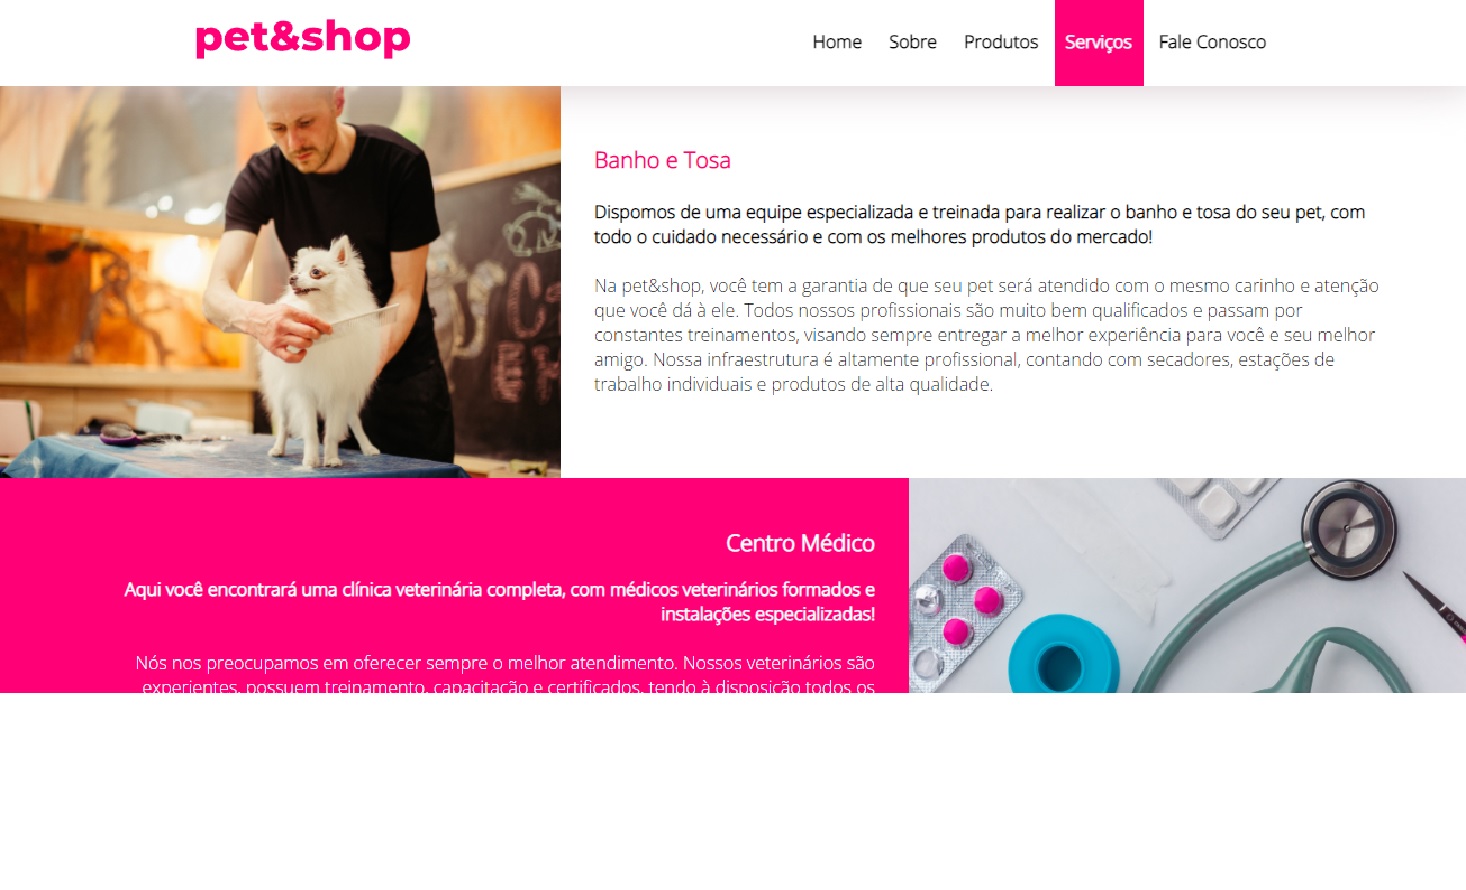 pet&shop
Home Sobre Produtos Serviços Fale Conosco
Banho e Tosa
Dispomos de uma equipe especializada e treinada para realizar o banho e tosa do seu pet, com
todo o cuidado necessário e com os melhores produtos do mercado!
Na pet&shop, você tem a garantia de que seu pet será atendido com o mesmo carinho e atenção
que você dá à ele. Todos nossos profissionais são muito bem qualificados e passam por
constantes treinamentos, visando sempre entregar a melhor experiência para você e seu melhor
amigo. Nossa infraestrutura é altamente profissional, contando com secadores, estações de
trabalho individuais e produtos de alta qualidade.
Centro Médico
Aqui você encontrará uma clínica veterinária completa, com médicos veterinários formados e
instalações especializadas!
Nós nos preocupamos em oferecer sempre o melhor atendimento. Nossos veterinários são
experientes, possuem treinamento, capacitação e certificados, tendo à disposição todos os